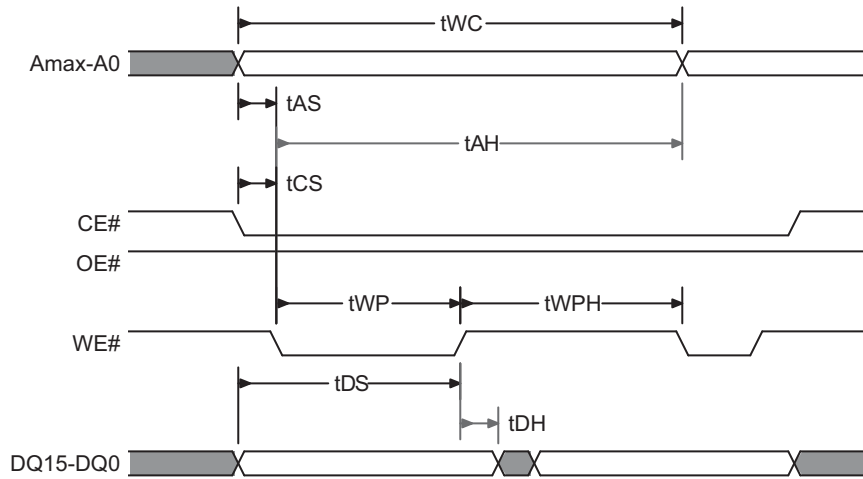 tWC
Amax-A0
tAS
tAH
tCS
CE#
OE#
tWP
tWPH
WE#
tDS
tDH
DQ15-DQ0